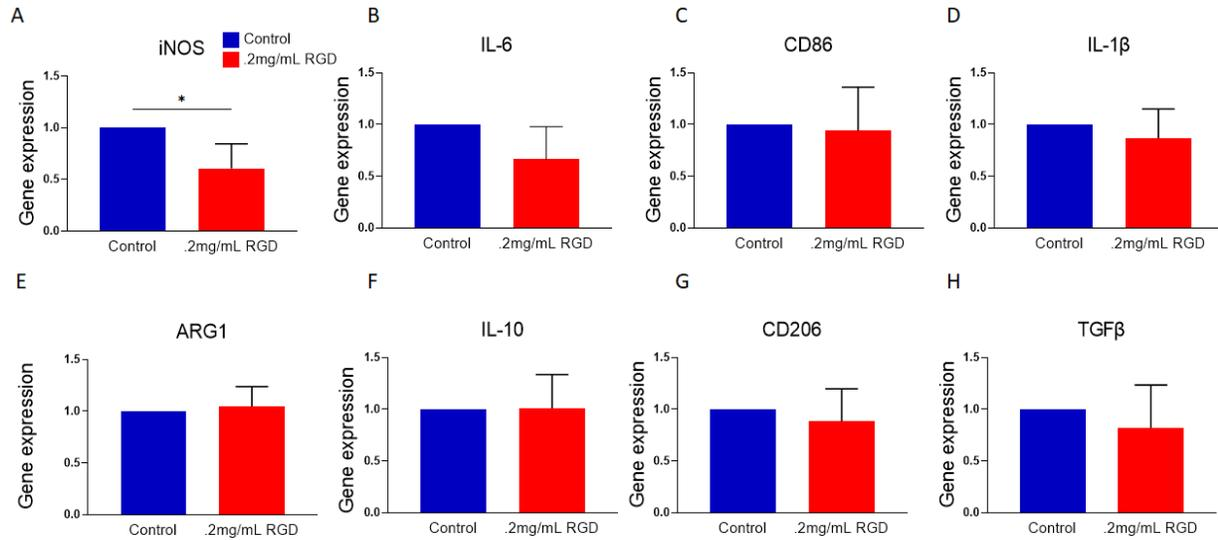 A
B
C
D
iNOS
Control
.2mg/mL RGD
IL-6
CD86
IL-1β
Gene expression
1.5
1.0
0.5
0.0
*
Control .2mg/mL RGD
Gene expression
1.5
1.0
0.5
0.0
Control .2mg/mL RGD
Gene expression
1.5
1.0
0.5
0.0
Control .2mg/mL RGD
Gene expression
1.5
1.0
0.5
0.0
Control .2mg/mL RGD
E
F
G
H
ARG1
IL-10
CD206
TGFβ
Gene expression
1.5
1.0
0.5
0.0
Control .2mg/mL RGD
Gene expression
1.5
1.0
0.5
0.0
Control .2mg/mL RGD
Gene expression
1.5
1.0
0.5
0.0
Control .2mg/mL RGD
Gene expression
1.5
1.0
0.5
0.0
Control .2mg/mL RGD